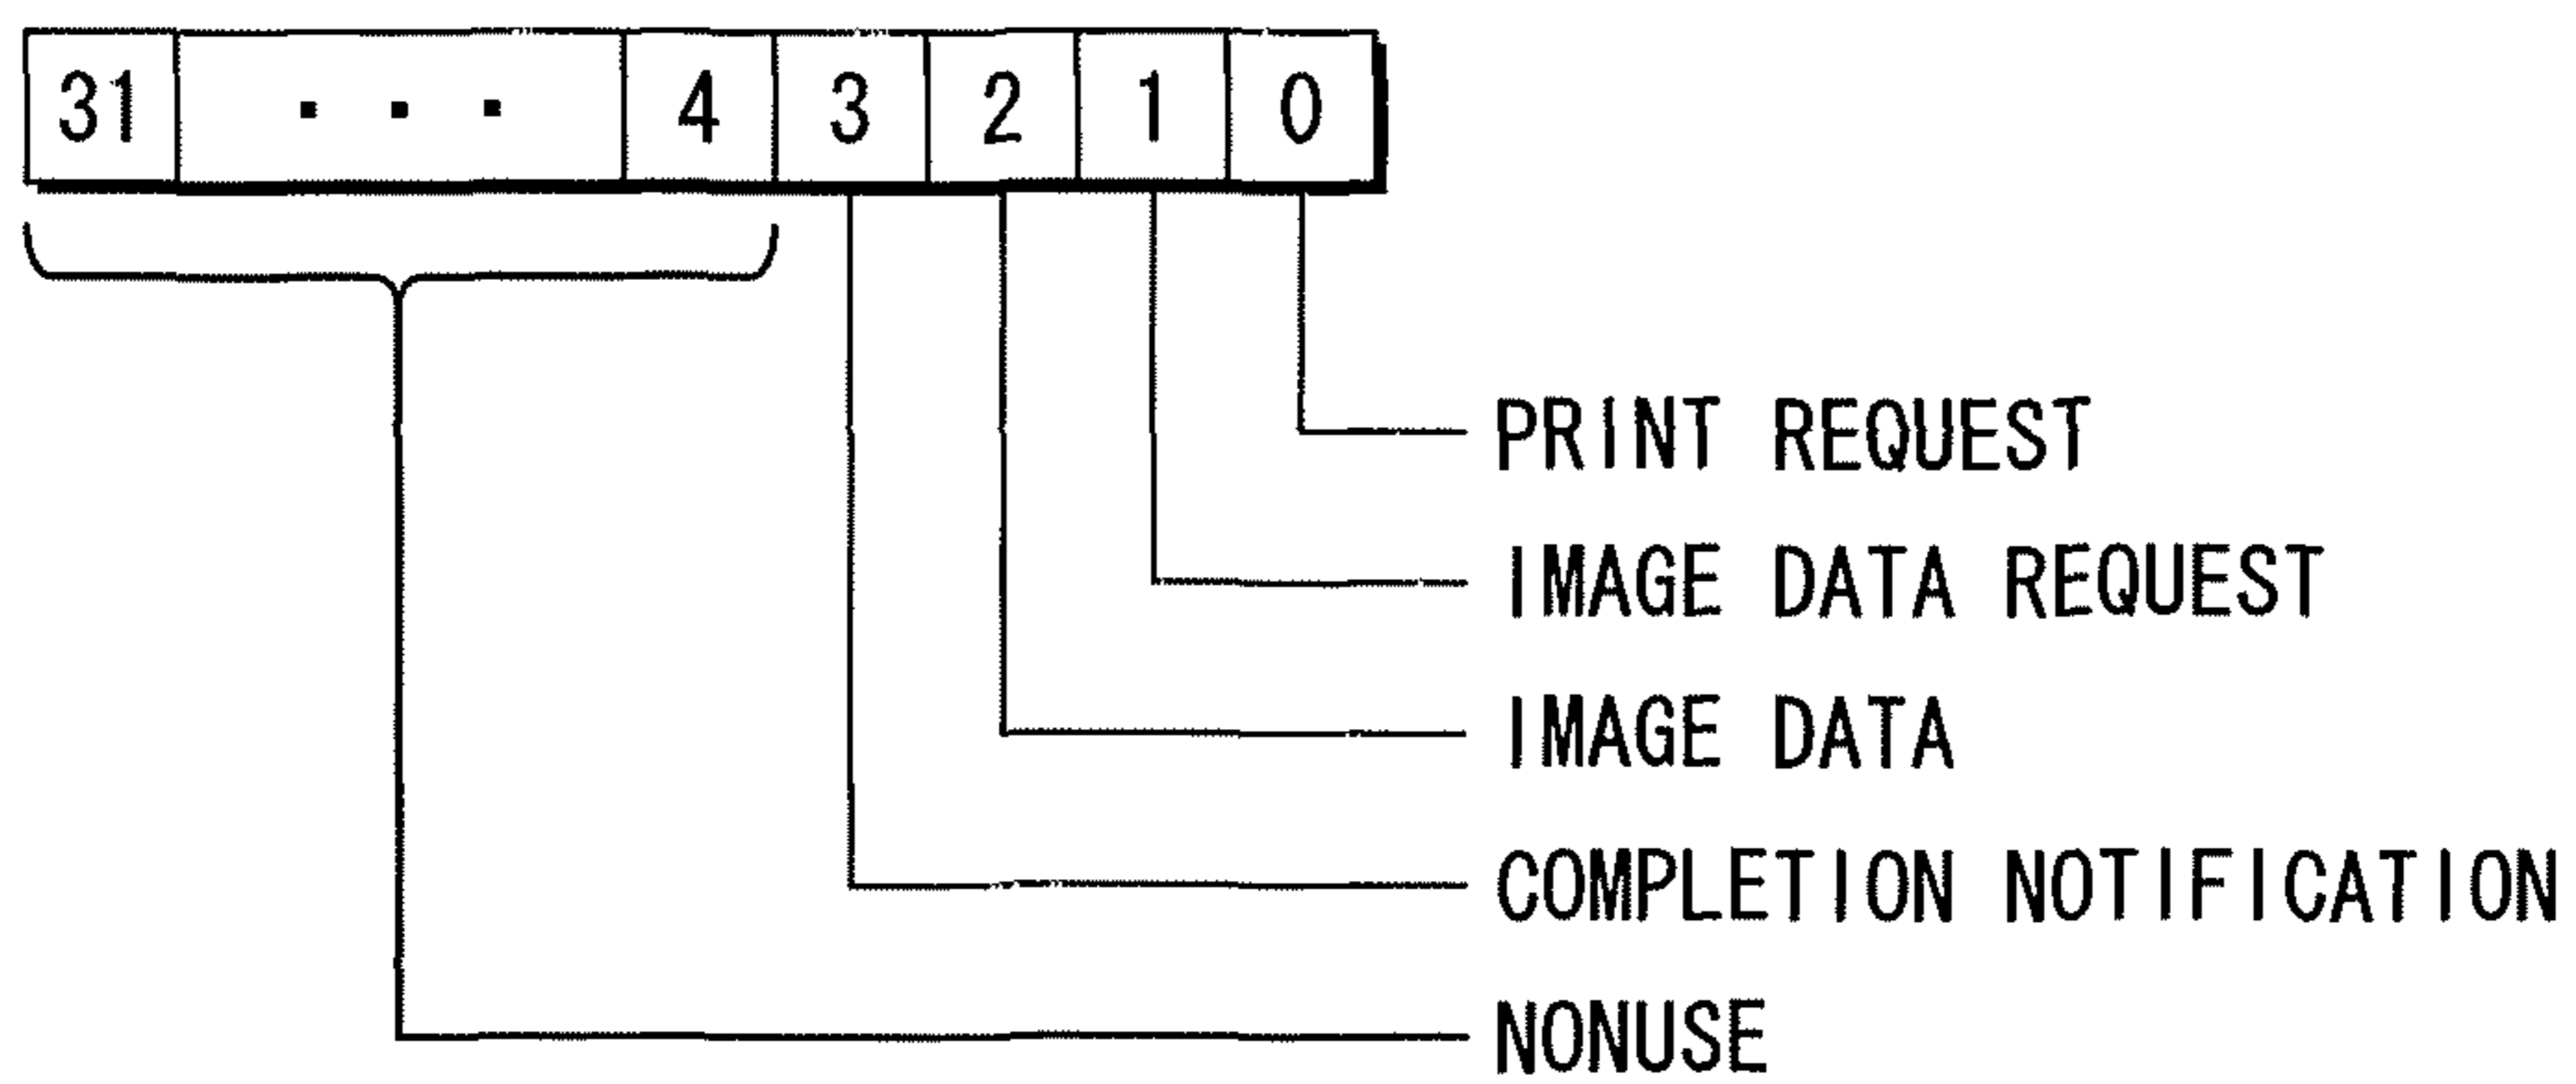 31 ... 4 3 2 1 0
PRINT REQUEST
IMAGE DATA REQUEST
IMAGE DATA
COMPLETION NOTIFICATION
NONUSE